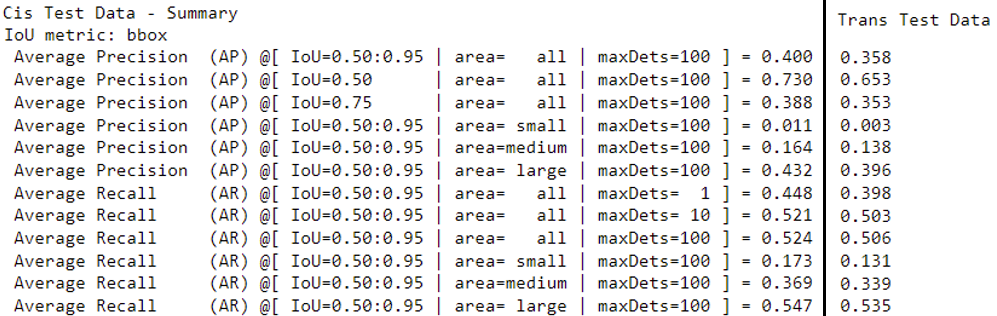 Cis Test Data - Summary
Trans Test Data
IoU metric: bbox
Average Precision  (AP) @[ IoU=0.50:0.95 | area=   all | maxDets=100 ] = 0.400 0.358
Average Precision  (AP) @[ IoU=0.50      | area=   all | maxDets=100 ] = 0.730 0.653
Average Precision  (AP) @[ IoU=0.75      | area=   all | maxDets=100 ] = 0.388 0.353
Average Precision  (AP) @[ IoU=0.50:0.95 | area= small | maxDets=100 ] = 0.011 0.003
Average Precision  (AP) @[ IoU=0.50:0.95 | area=medium | maxDets=100 ] = 0.164 0.138
Average Precision  (AP) @[ IoU=0.50:0.95 | area= large | maxDets=100 ] = 0.432 0.396
Average Recall     (AR) @[ IoU=0.50:0.95 | area=   all | maxDets=  1 ] = 0.448 0.398
Average Recall     (AR) @[ IoU=0.50:0.95 | area=   all | maxDets= 10 ] = 0.521 0.503
Average Recall     (AR) @[ IoU=0.50:0.95 | area=   all | maxDets=100 ] = 0.524 0.506
Average Recall     (AR) @[ IoU=0.50:0.95 | area= small | maxDets=100 ] = 0.173 0.131
Average Recall     (AR) @[ IoU=0.50:0.95 | area=medium | maxDets=100 ] = 0.369 0.339
Average Recall     (AR) @[ IoU=0.50:0.95 | area= large | maxDets=100 ] = 0.547 0.535